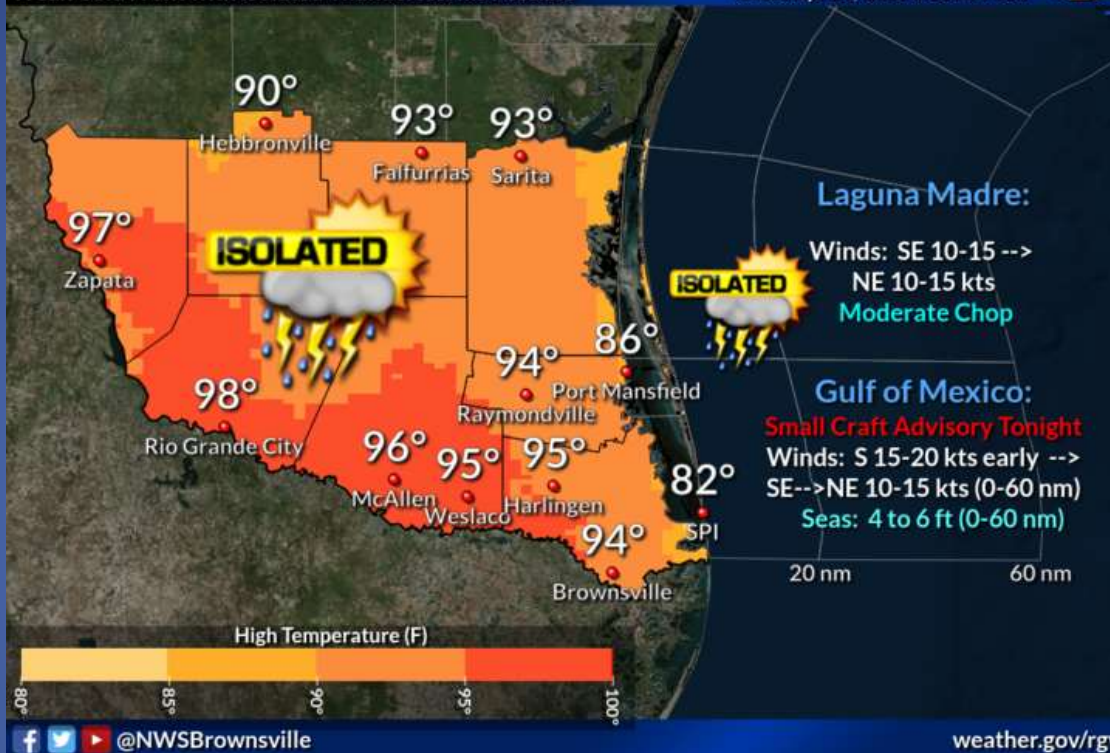 90°
Hebbronville
93°
Falfurrias
93°
Sarita
97°
Zapata
ISOLATED
ISOLATED
Laguna Madre:
Winds: SE 10-15 -->
NE 10-15 kts
Moderate Chop
86°
Port Mansfield
94°
Raymondville
98°
Rio Grande City
96°
McAllen
95°
Weslaco
95°
Harlingen
82°
SPI
94°
Brownsville
Gulf of Mexico:
Small Craft Advisory Tonight
Winds: S 15-20 kts early -->
SE-->NE 10-15 kts (0-60 nm)
Seas: 4 to 6 ft (0-60 nm)
20 nm
60 nm
High Temperature (F)
80°
85°
90°
95°
100°
@NWSBrownsville
weather.gov/rg